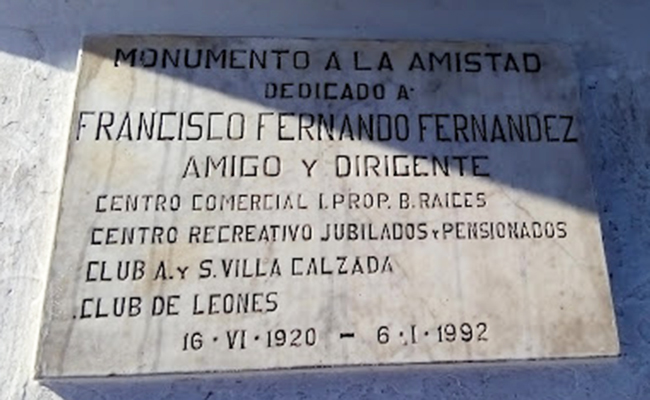 MONUMENTO A LA AMISTAD
DEDICADO A
FRANCISCO FERNANDO FERNANDEZ
AMIGO Y DIRIGENTE
CENTRO COMERCIAL I. PROP. B. RAICES
CENTRO RECREATIVO JUBILADOS Y PENSIONADOS
CLUB A. Y S. VILLA CALZADA
CLUB DE LEONES
16·VI·1920 – 6·I·1992